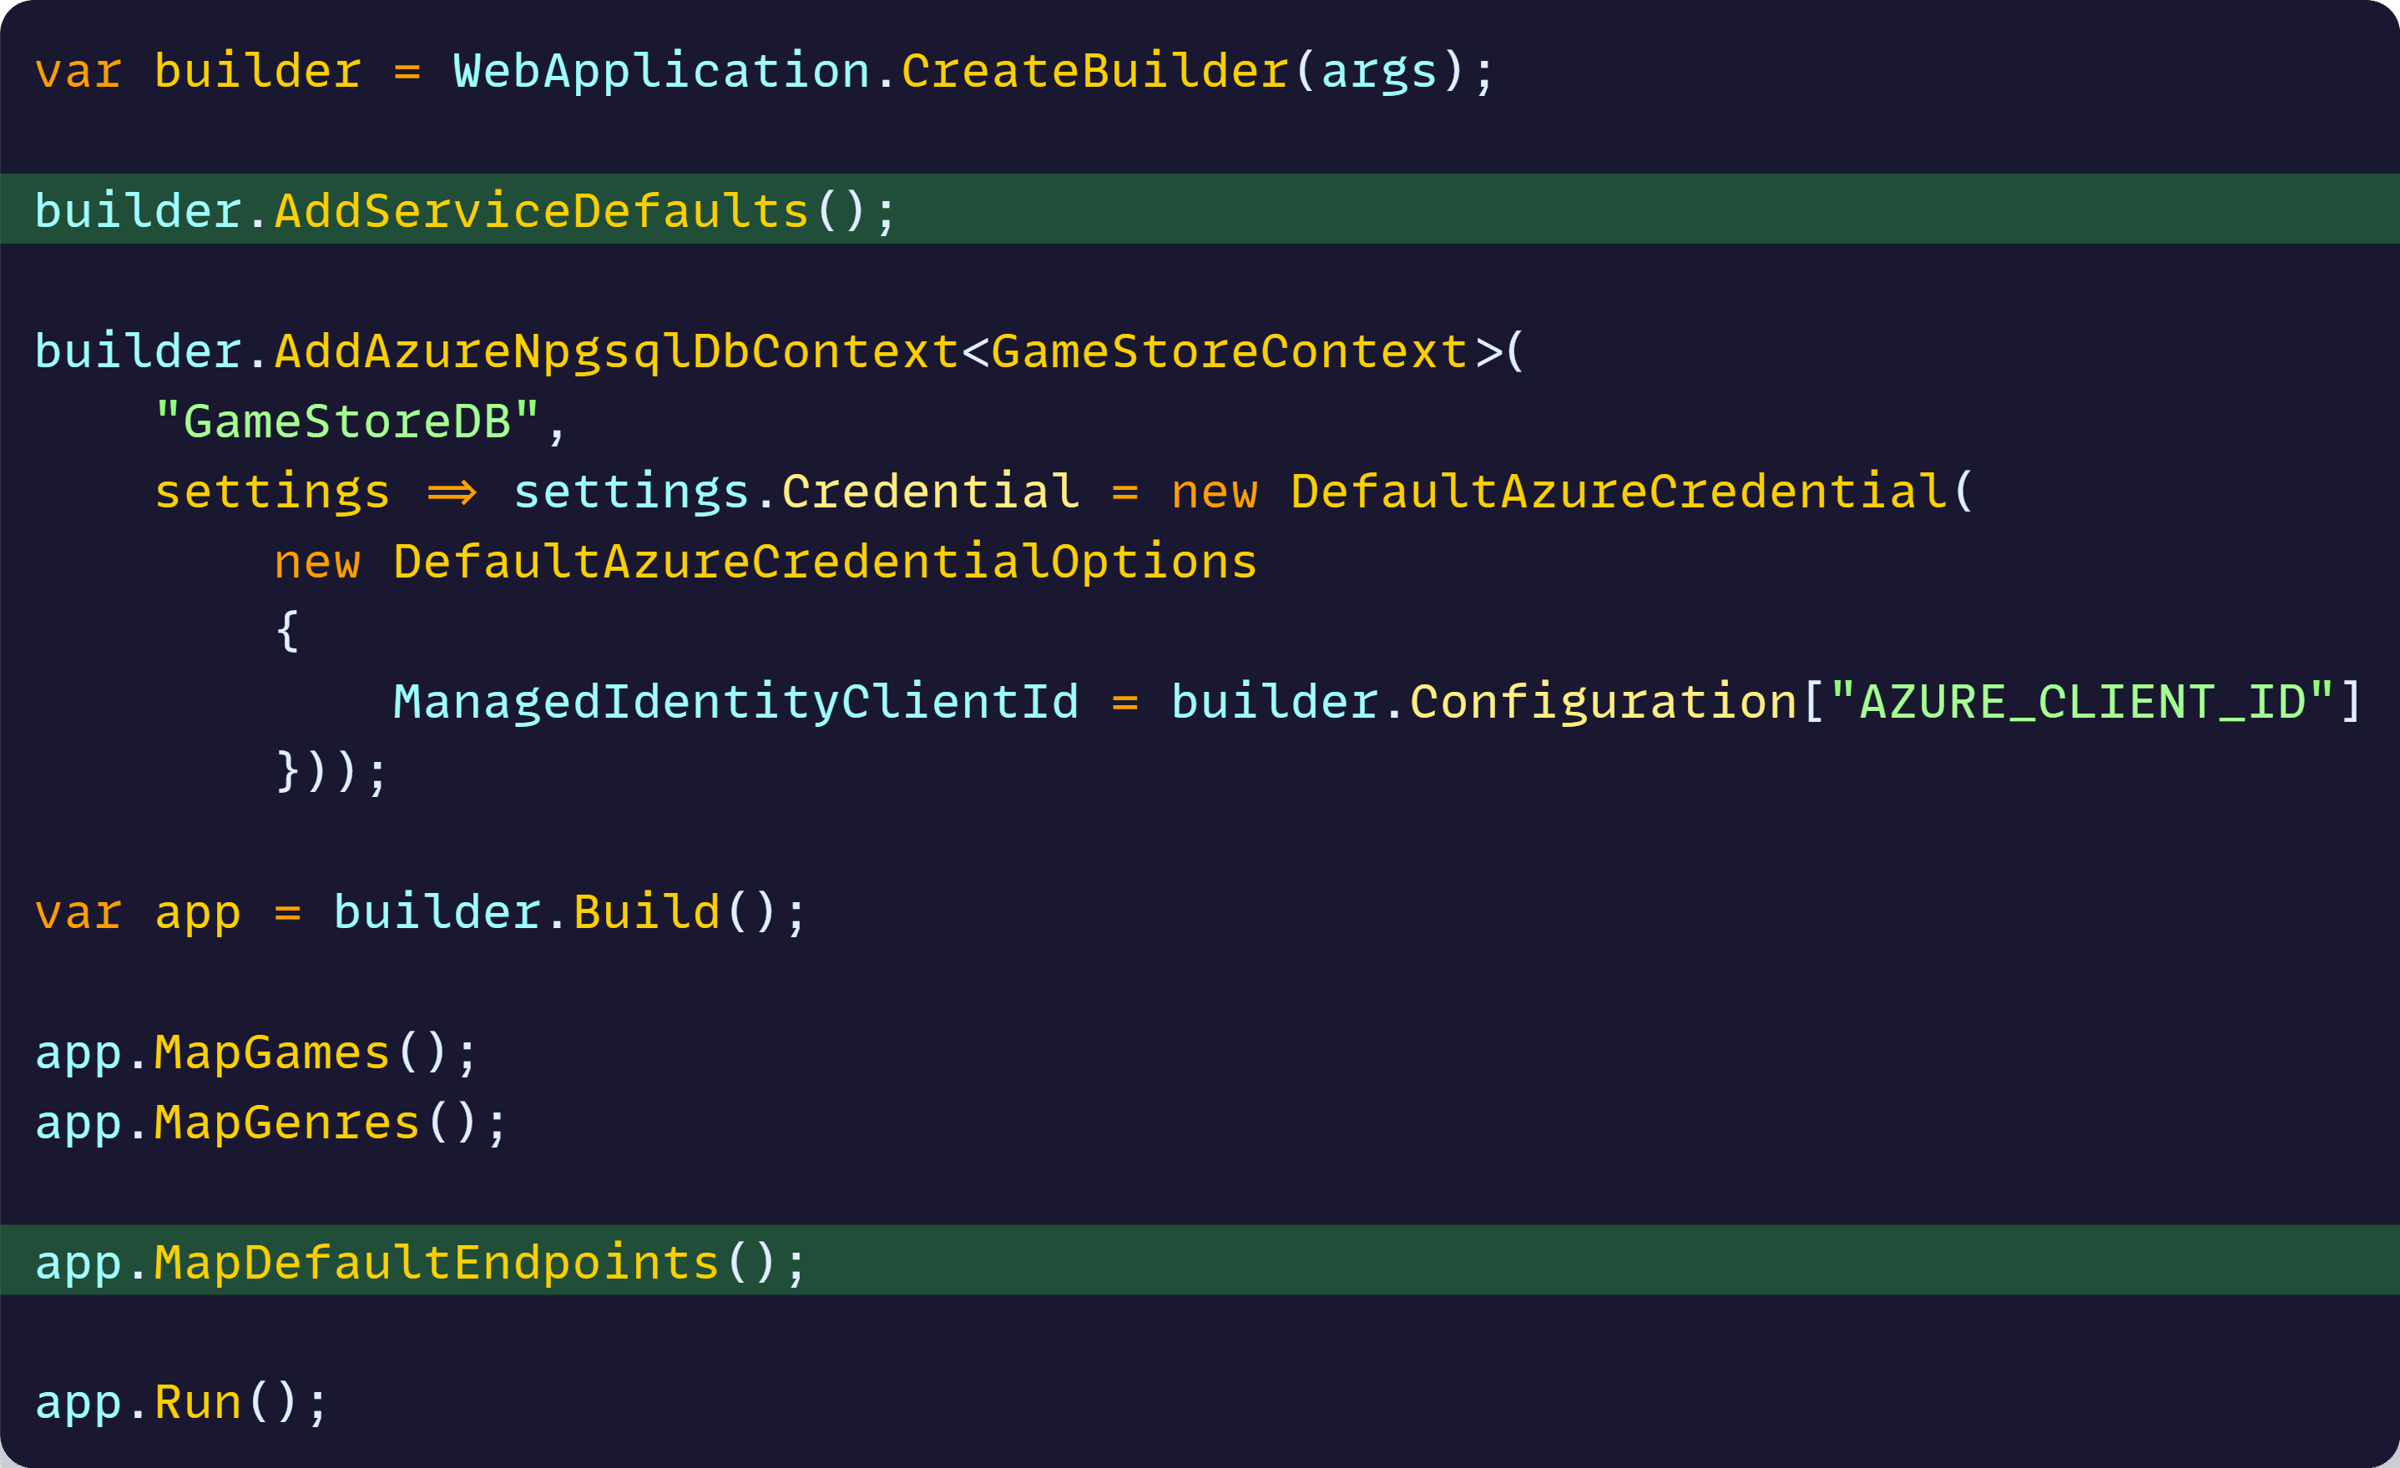 var builder = WebApplication.CreateBuilder(args);
builder.AddServiceDefaults();
builder.AddAzureNpgsqlDbContext<GameStoreContext>(
    "GameStoreDB",
    settings => settings.Credential = new DefaultAzureCredential(
        new DefaultAzureCredentialOptions
        {
            ManagedIdentityClientId = builder.Configuration["AZURE_CLIENT_ID"]
        }));
var app = builder.Build();
app.MapGames();
app.MapGenres();
app.MapDefaultEndpoints();
app.Run();